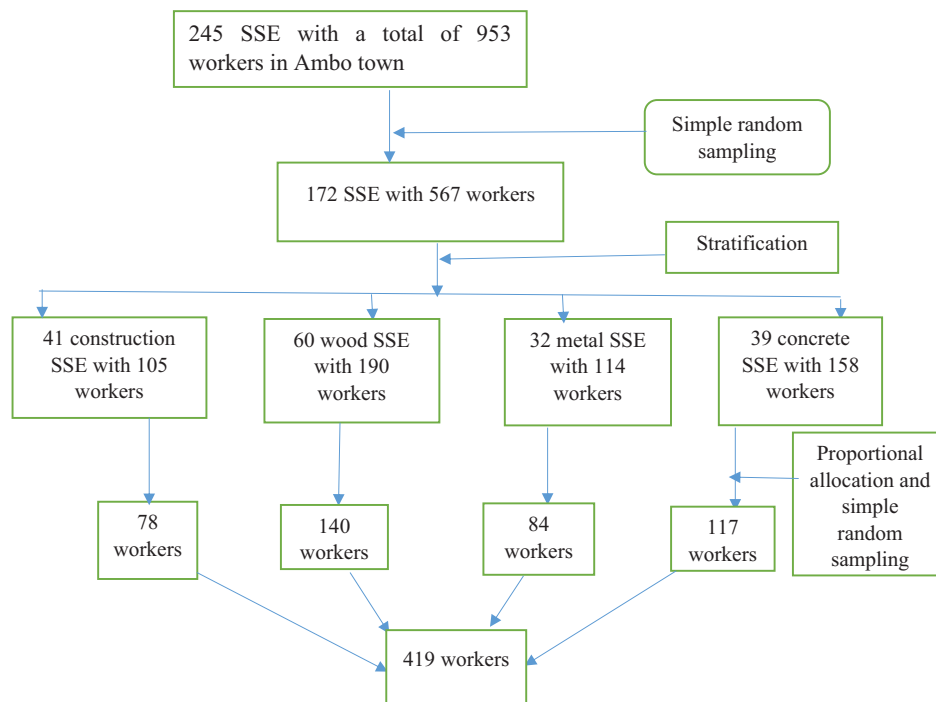 245 SSE with a total of 953
workers in Ambo town
Simple random
sampling
172 SSE with 567 workers
Stratification
41 construction
SSE with 105
workers
60 wood SSE
with 190
workers
32 metal SSE
with 114
workers
39 concrete
SSE with 158
workers
Proportional
allocation and
simple
random
sampling
78
workers
140
workers
84
workers
117
workers
419 workers